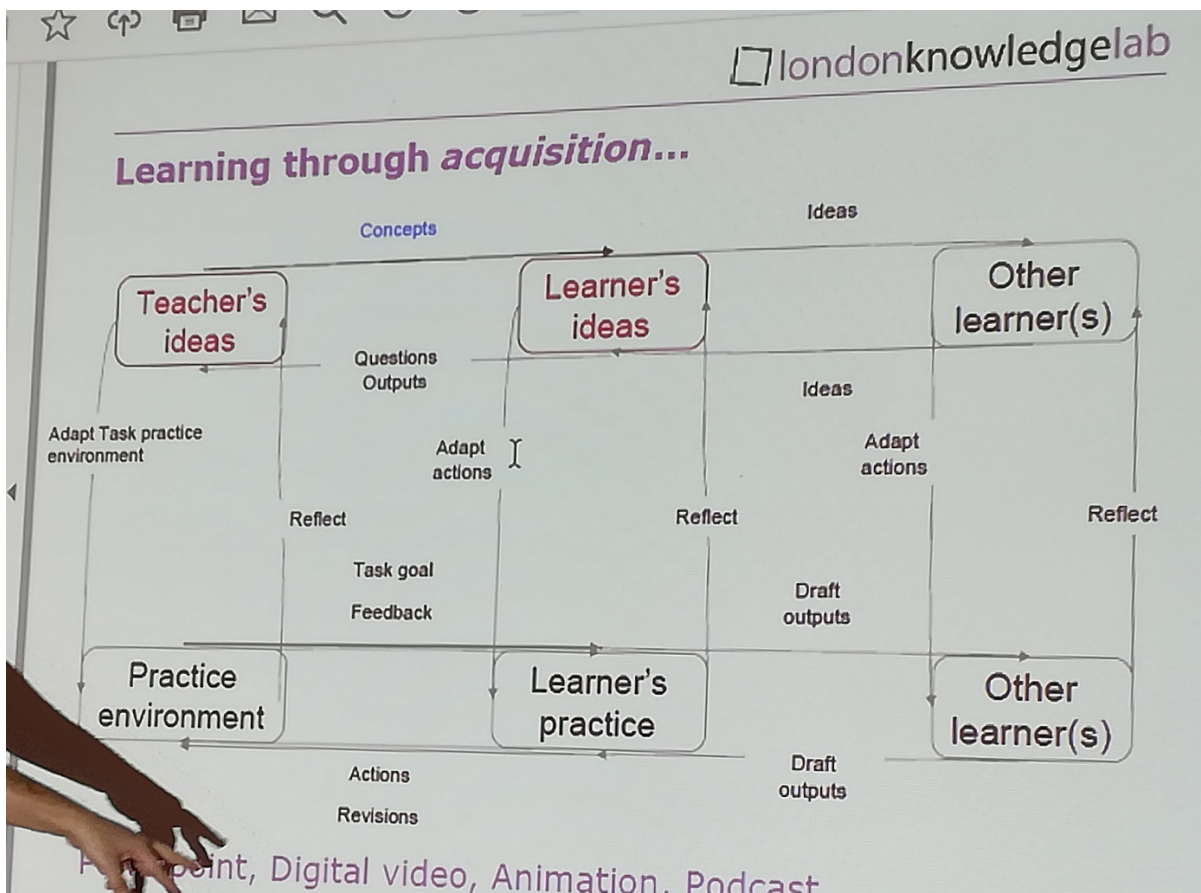 londonknowledgelab
Learning through acquisition...
Concepts
Ideas
Teacher's
ideas
Learner's
ideas
Other
learner(s)
Questions
Outputs
Ideas
Adapt Task practice
environment
Adapt
actions
Adapt
actions
Reflect
Reflect
Reflect
Task goal
Feedback
Draft
outputs
Practice
environment
Learner's
practice
Other
learner(s)
Actions
Revisions
Draft
outputs
Digital video, Animation, Podcast